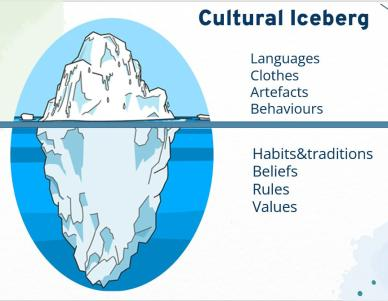 Cultural Iceberg
Languages
Clothes
Artefacts
Behaviours
Habits&traditions
Beliefs
Rules
Values